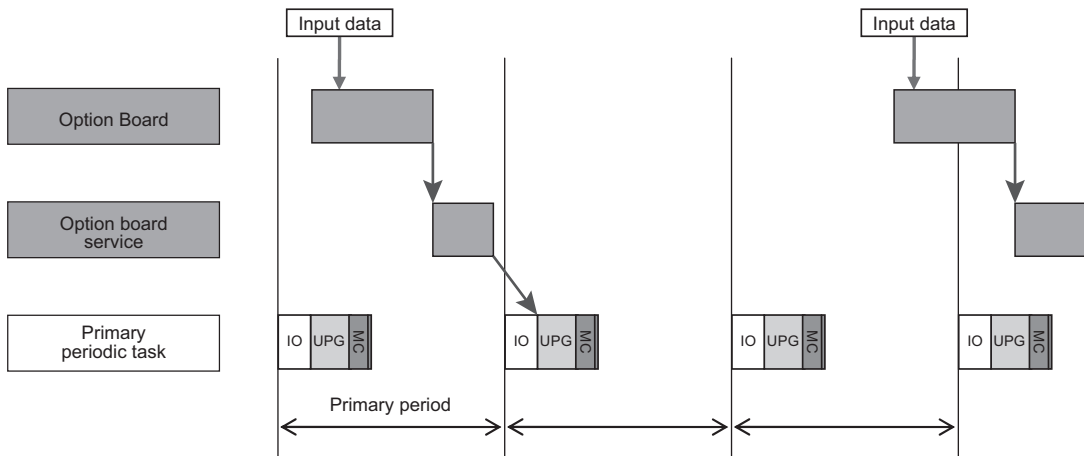 Input data
Input data
Option Board
Option board
service
Primary
periodic task
IO UPG MC
IO UPG MC
IO UPG MC
IO UPG MC
Primary period